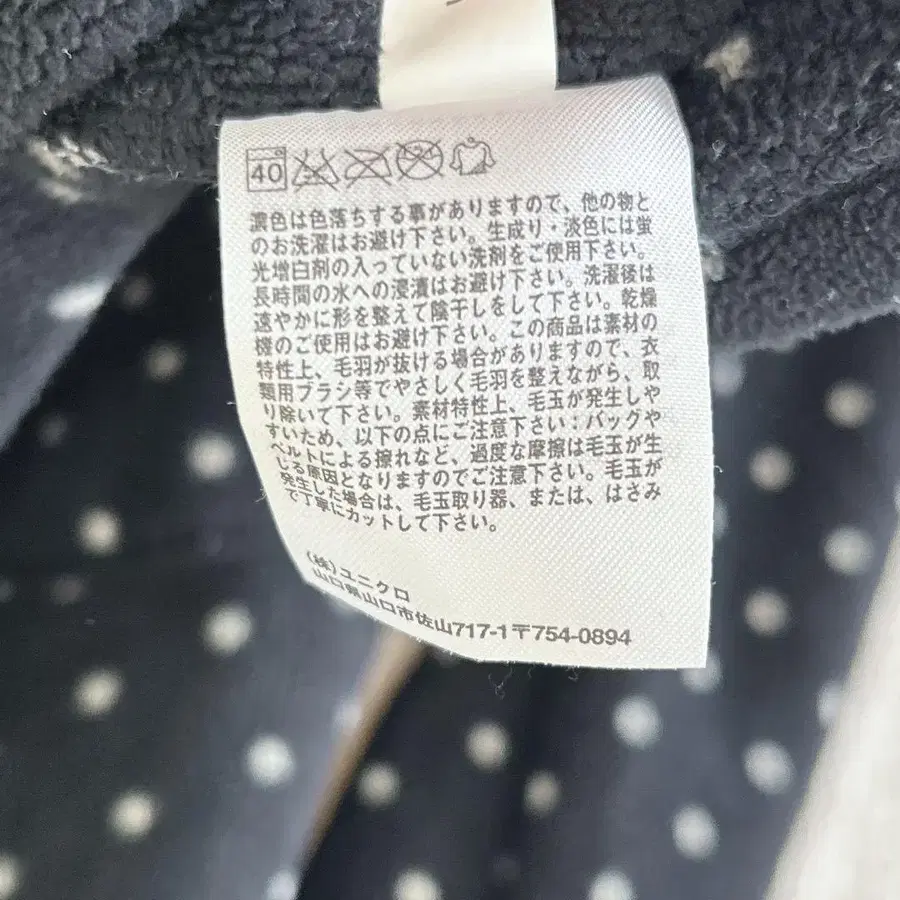 40
濃色は色落ちする事がありますので、他の物と
のお洗濯はお避け下さい。生成り・淡色には蛍
光増白剤の入っていない洗剤をご使用下さい。
長時間の水への浸漬はお避け下さい。洗濯後は
速やかに形を整えて陰干しをして下さい。乾燥
機のご使用はお避け下さい。この商品は素材の
特性上、毛羽が抜ける場合がありますので、衣
類用ブラシ等でやさしく毛羽を整えながら、取
り除いて下さい。素材特性上、毛玉が発生しや
すいため、以下の点にご注意下さい:バッグや
ベルトによる擦れなど、過度な摩擦は毛玉が生
じる原因となりますのでご注意下さい。毛玉が
発生した場合は、毛玉取り器、または、はさみ
で丁寧にカットして下さい。
(株)ユニクロ
山口県山口市佐山717-1〒754-0894